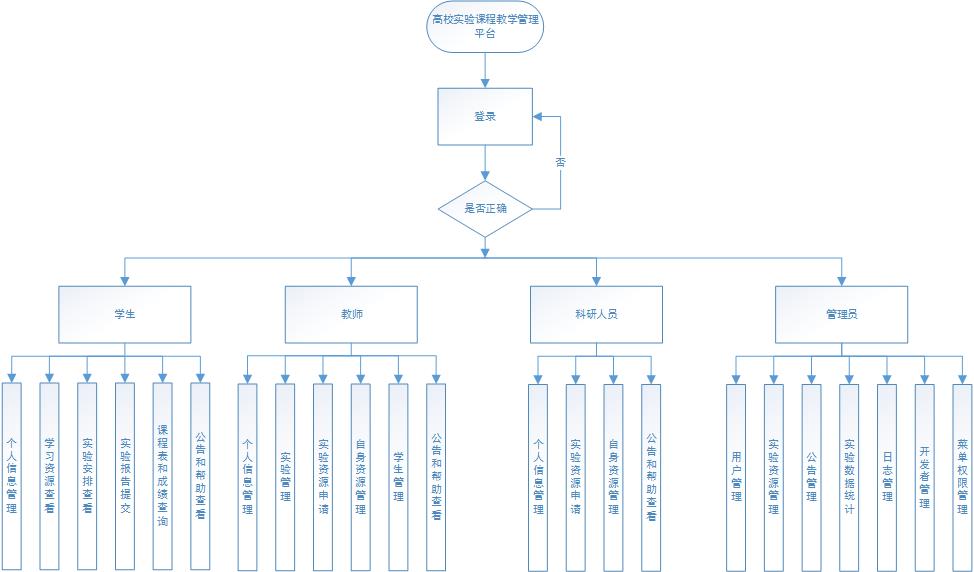 高校实验课程教学管理
平台
登录
否
是否正确
学生
教师
科研人员
管理员
个人信息管理
学习资源查看
实验安排查看
实验报告提交
课程表和成绩查询
公告和帮助查看
个人信息管理
实验管理
实验资源申请
自身资源管理
学生管理
公告和帮助查看
个人信息管理
实验资源申请
自身资源管理
公告和帮助查看
用户管理
实验资源管理
公告管理
实验数据统计
日志管理
开发者管理
菜单权限管理